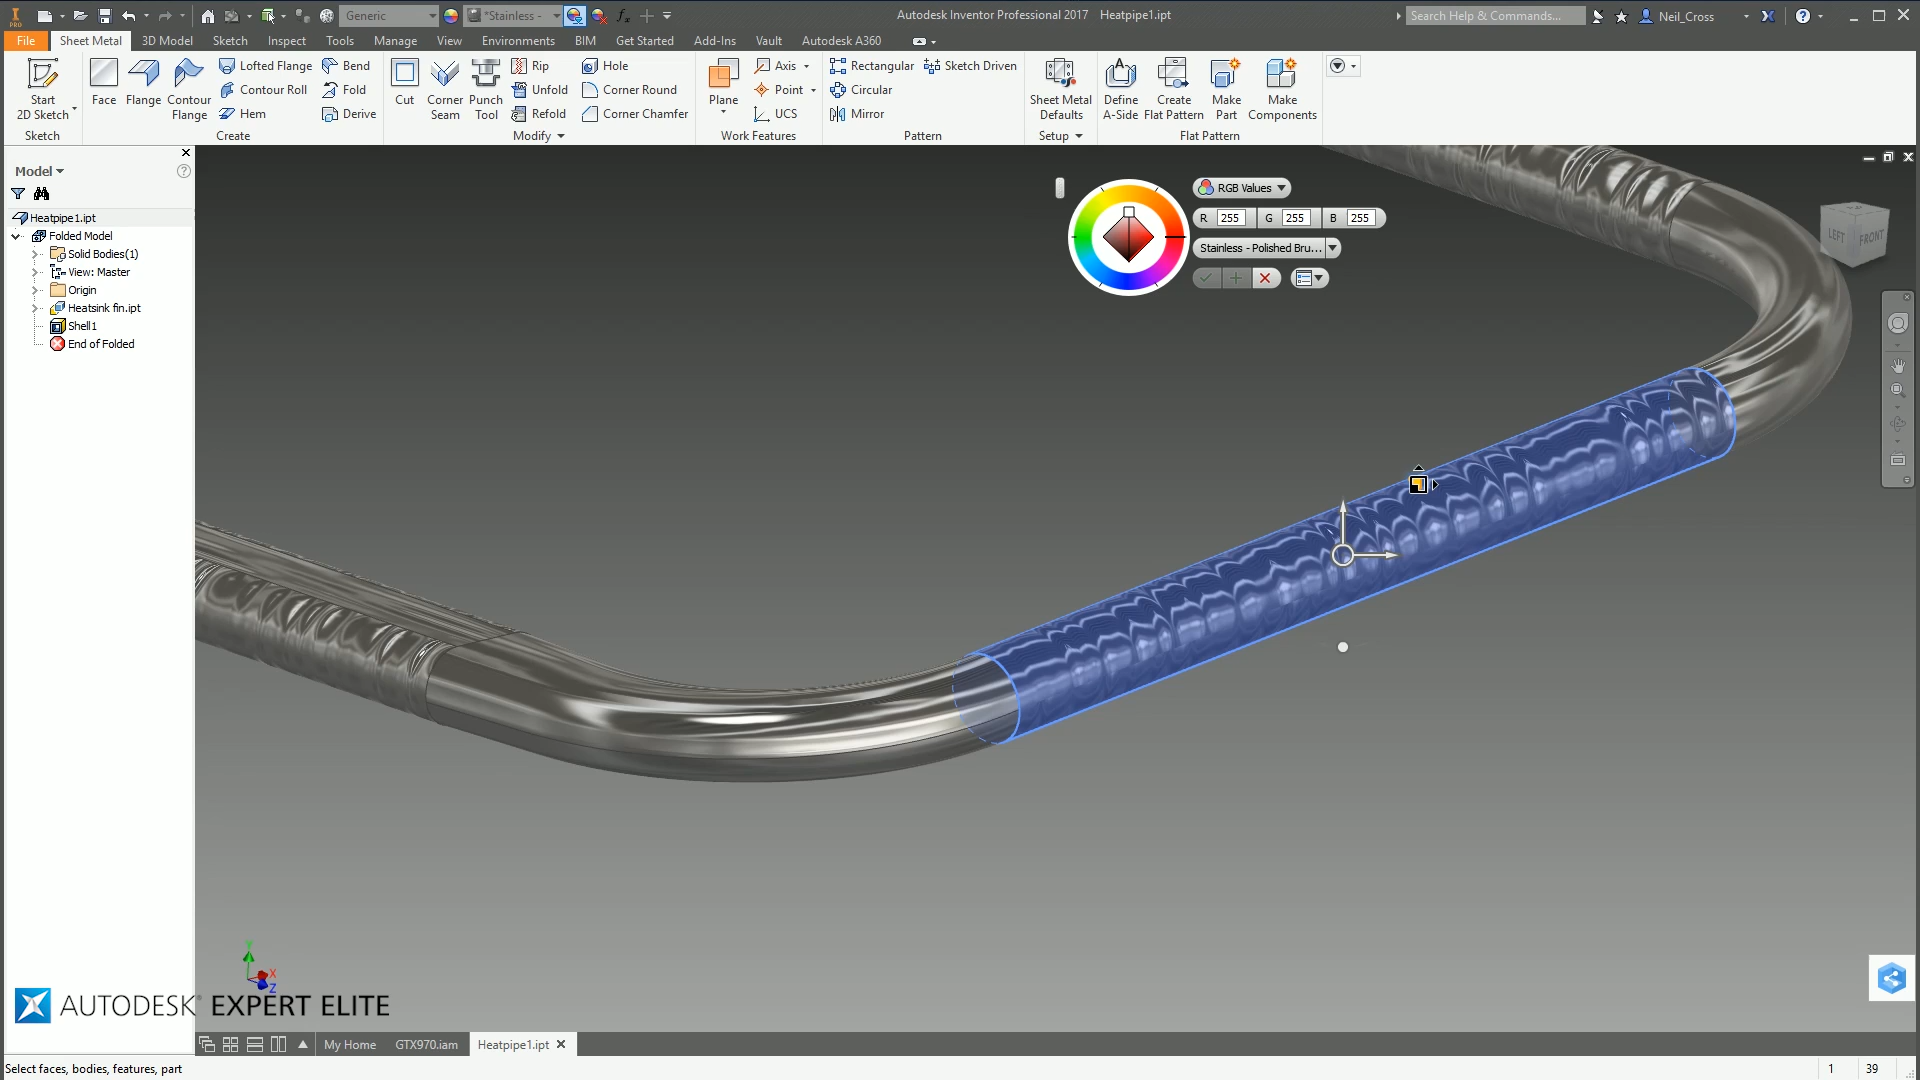 Generic
*Stainless -
fx
Autodesk Inventor Professional 2017 Heatpipe1.ipt
Search Help & Commands...
Neil_Cross
PRO
File Sheet Metal 3D Model Sketch Inspect Tools Manage View Environments BIM Get Started Add-Ins Vault Autodesk A360
Start
2D Sketch
Sketch
Face
Flange
Contour
Flange
Lofted Flange
Contour Roll
Hem
Bend
Fold
Derive
Create
Cut
Corner
Seam
Punch
Tool
Rip
Unfold
Refold
Hole
Corner Round
Corner Chamfer
Modify
Plane
Axis
Point
UCS
Work Features
Rectangular
Circular
Mirror
Sketch Driven
Pattern
Sheet Metal
Defaults
Setup
Define
A-Side
Create
Flat Pattern
Make
Part
Make
Components
Flat Pattern
Model
Heatpipe1.ipt
Folded Model
Solid Bodies(1)
View: Master
Origin
Heatsink fin.ipt
Shell1
End of Folded
RGB Values
R 255 G 255 B 255
Stainless - Polished Bru...
LEFT FRONT
Y
X
Z
AUTODESK® EXPERT ELITE
My Home GTX970.iam Heatpipe1.ipt
Select faces, bodies, features, part
1 39